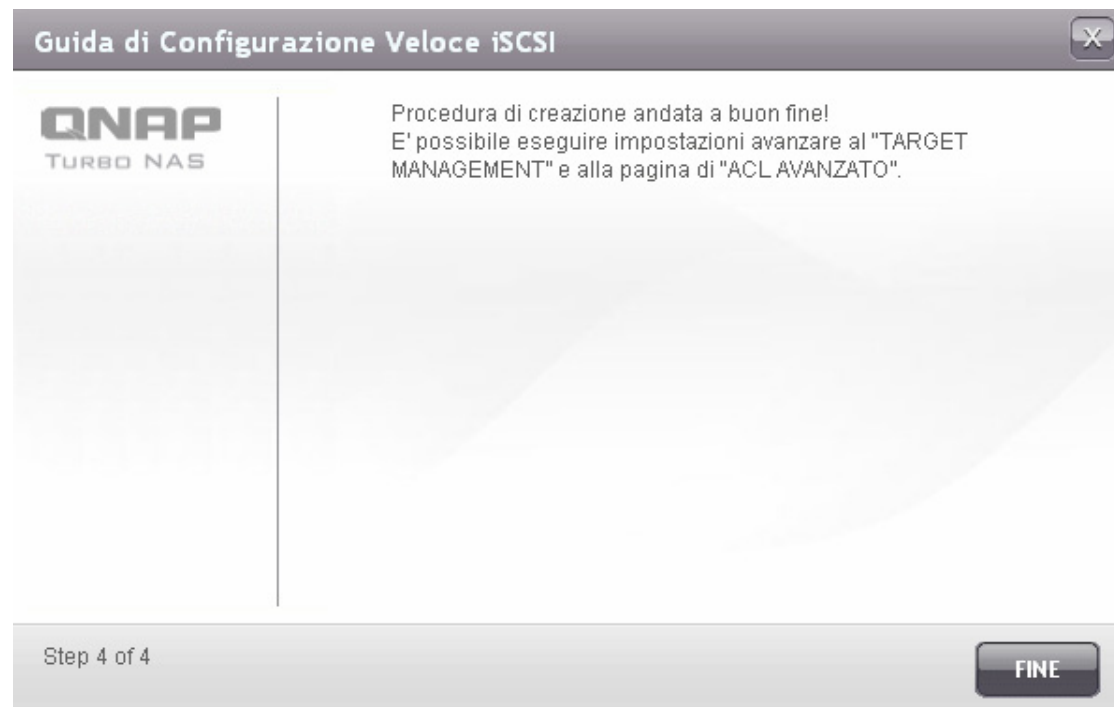 Guida di Configurazione Veloce iSCSI
X
QNAP
TURBO NAS
Procedura di creazione andata a buon fine!
E' possibile eseguire impostazioni avanzare al "TARGET
MANAGEMENT" e alla pagina di "ACL AVANZATO".
Step 4 of 4
FINE